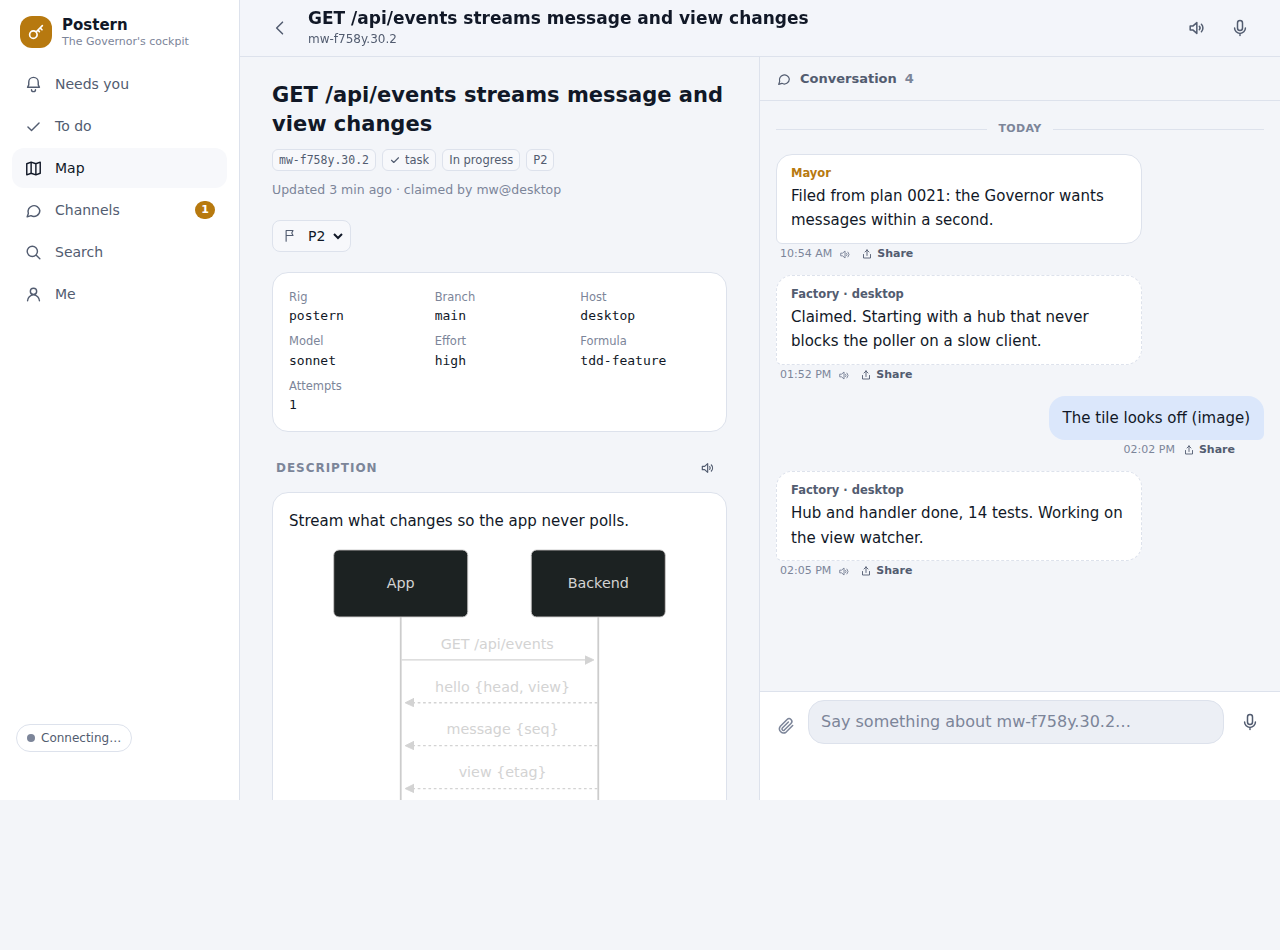 Postern
The Governor's cockpit
Needs you
To do
Map
Channels 1
Search
Me
Connecting...
GET /api/events streams message and view changes
mw-f758y.30.2
GET /api/events streams message and
view changes
mw-f758y.30.2 task In progress P2
Updated 3 min ago · claimed by mw@desktop
P2
Rig Branch Host
postern main desktop
Model Effort Formula
sonnet high tdd-feature
Attempts
1
DESCRIPTION
Stream what changes so the app never polls.
App Backend
GET /api/events
hello {head, view}
message {seq}
view {etag}
Conversation 4
TODAY
Mayor
Filed from plan 0021: the Governor wants
messages within a second.
10:54 AM Share
Factory · desktop
Claimed. Starting with a hub that never
blocks the poller on a slow client.
01:52 PM Share
The tile looks off (image)
02:02 PM Share
Factory · desktop
Hub and handler done, 14 tests. Working on
the view watcher.
02:05 PM Share
Say something about mw-f758y.30.2...